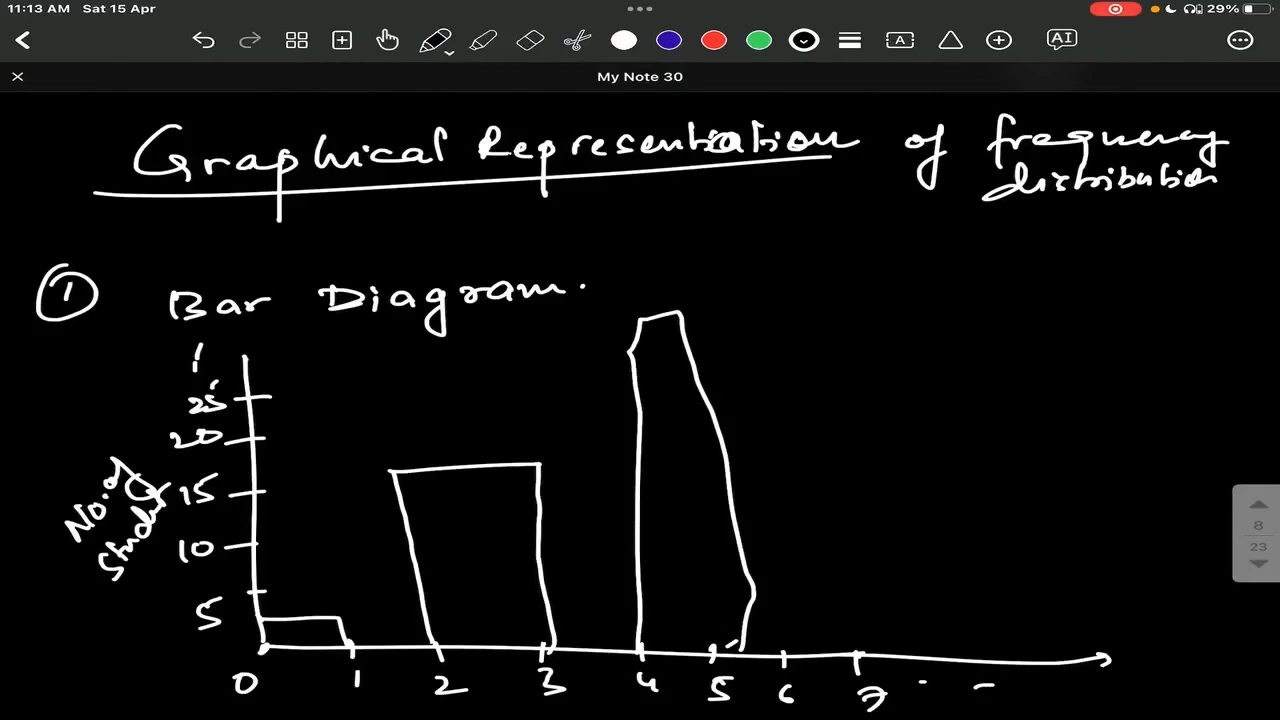 11:13 AM Sat 15 Apr
29%
A
AI
My Note 30
Graphical Representation of frequency
distribution
1 Bar Diagram.
25
20
15
10
5
No. of
0 1 2 3 4 5 6 7
8
23